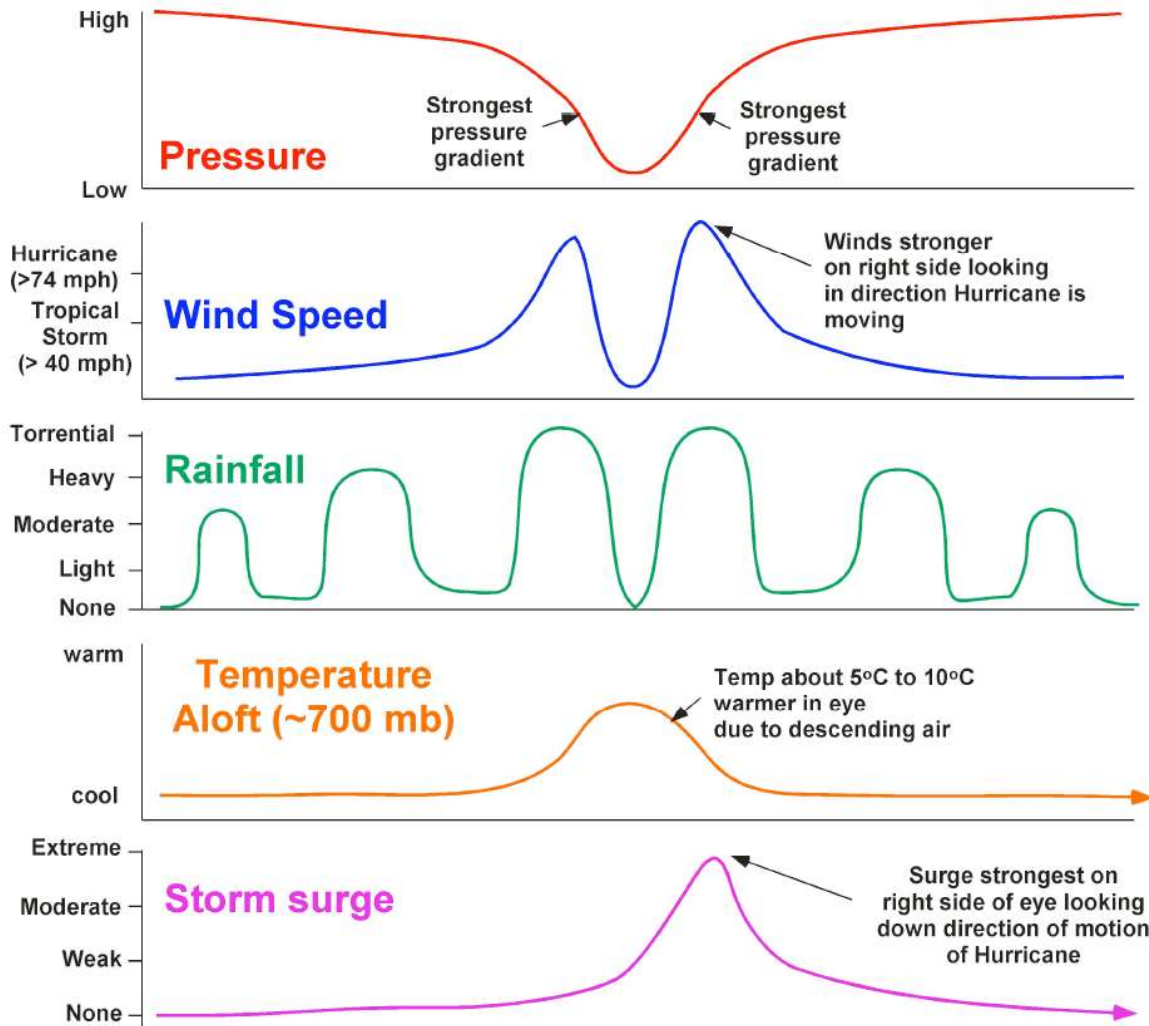 High
Strongest
pressure
gradient
Strongest
pressure
gradient
Pressure
Low
Hurricane
(>74 mph)
Tropical
Storm
(> 40 mph)
Wind Speed
Winds stronger
on right side looking
in direction Hurricane is
moving
Torrential
Heavy
Moderate
Light
None
Rainfall
warm
Temperature
Aloft (~700 mb)
Temp about 5ºC to 10ºC
warmer in eye
due to descending air
cool
Extreme
Moderate
Weak
None
Storm surge
Surge strongest on
right side of eye looking
down direction of motion
of Hurricane